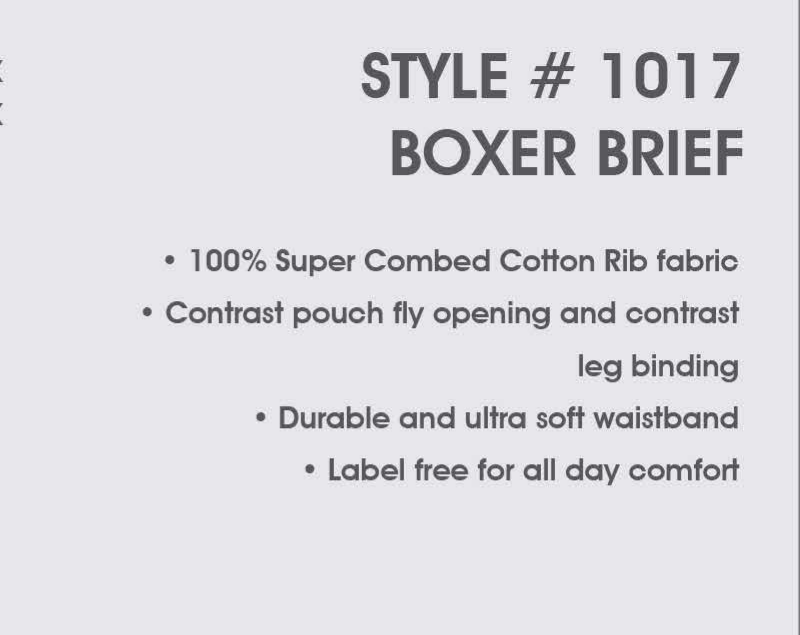 STYLE # 1017
BOXER BRIEF
• 100% Super Combed Cotton Rib fabric
• Contrast pouch fly opening and contrast
leg binding
• Durable and ultra soft waistband
• Label free for all day comfort